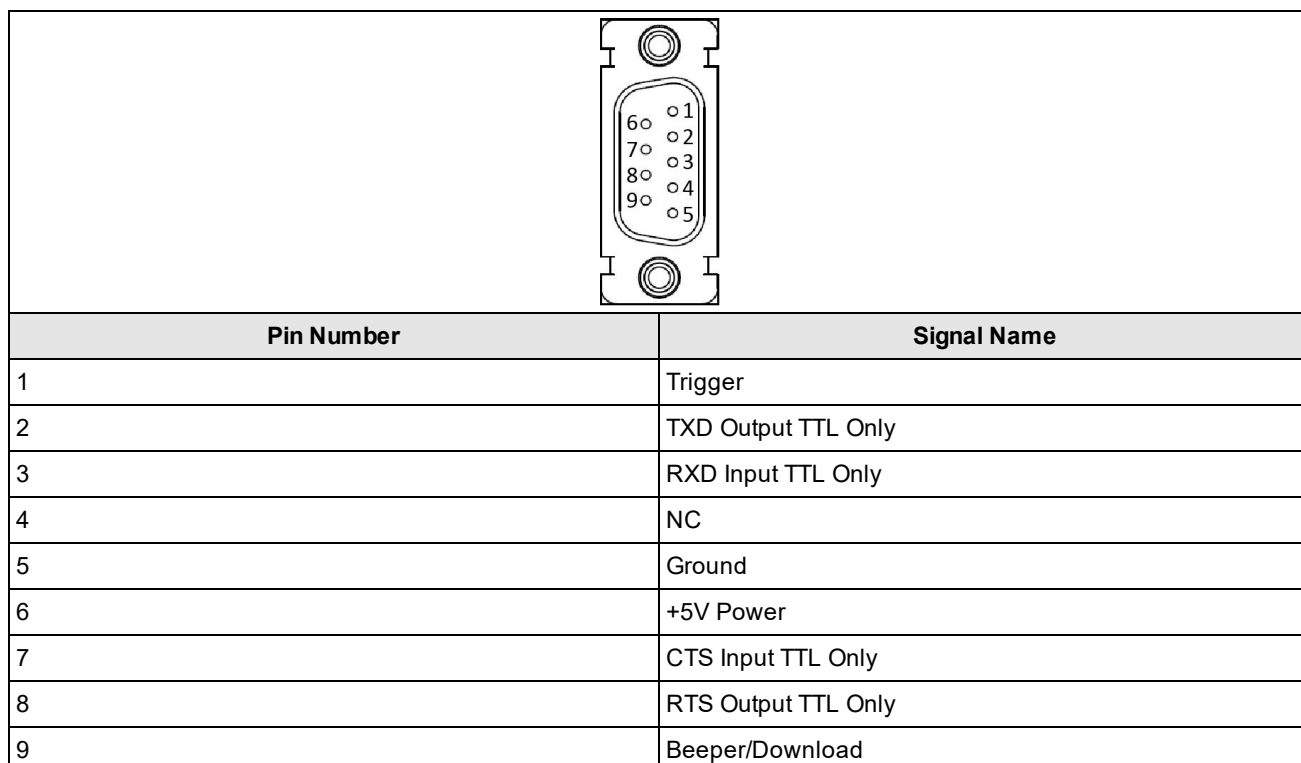 1
6
2
7
3
8
4
9
5
Pin Number Signal Name
1 Trigger
2 TXD Output TTL Only
3 RXD Input TTL Only
4 NC
5 Ground
6 +5V Power
7 CTS Input TTL Only
8 RTS Output TTL Only
9 Beeper/Download